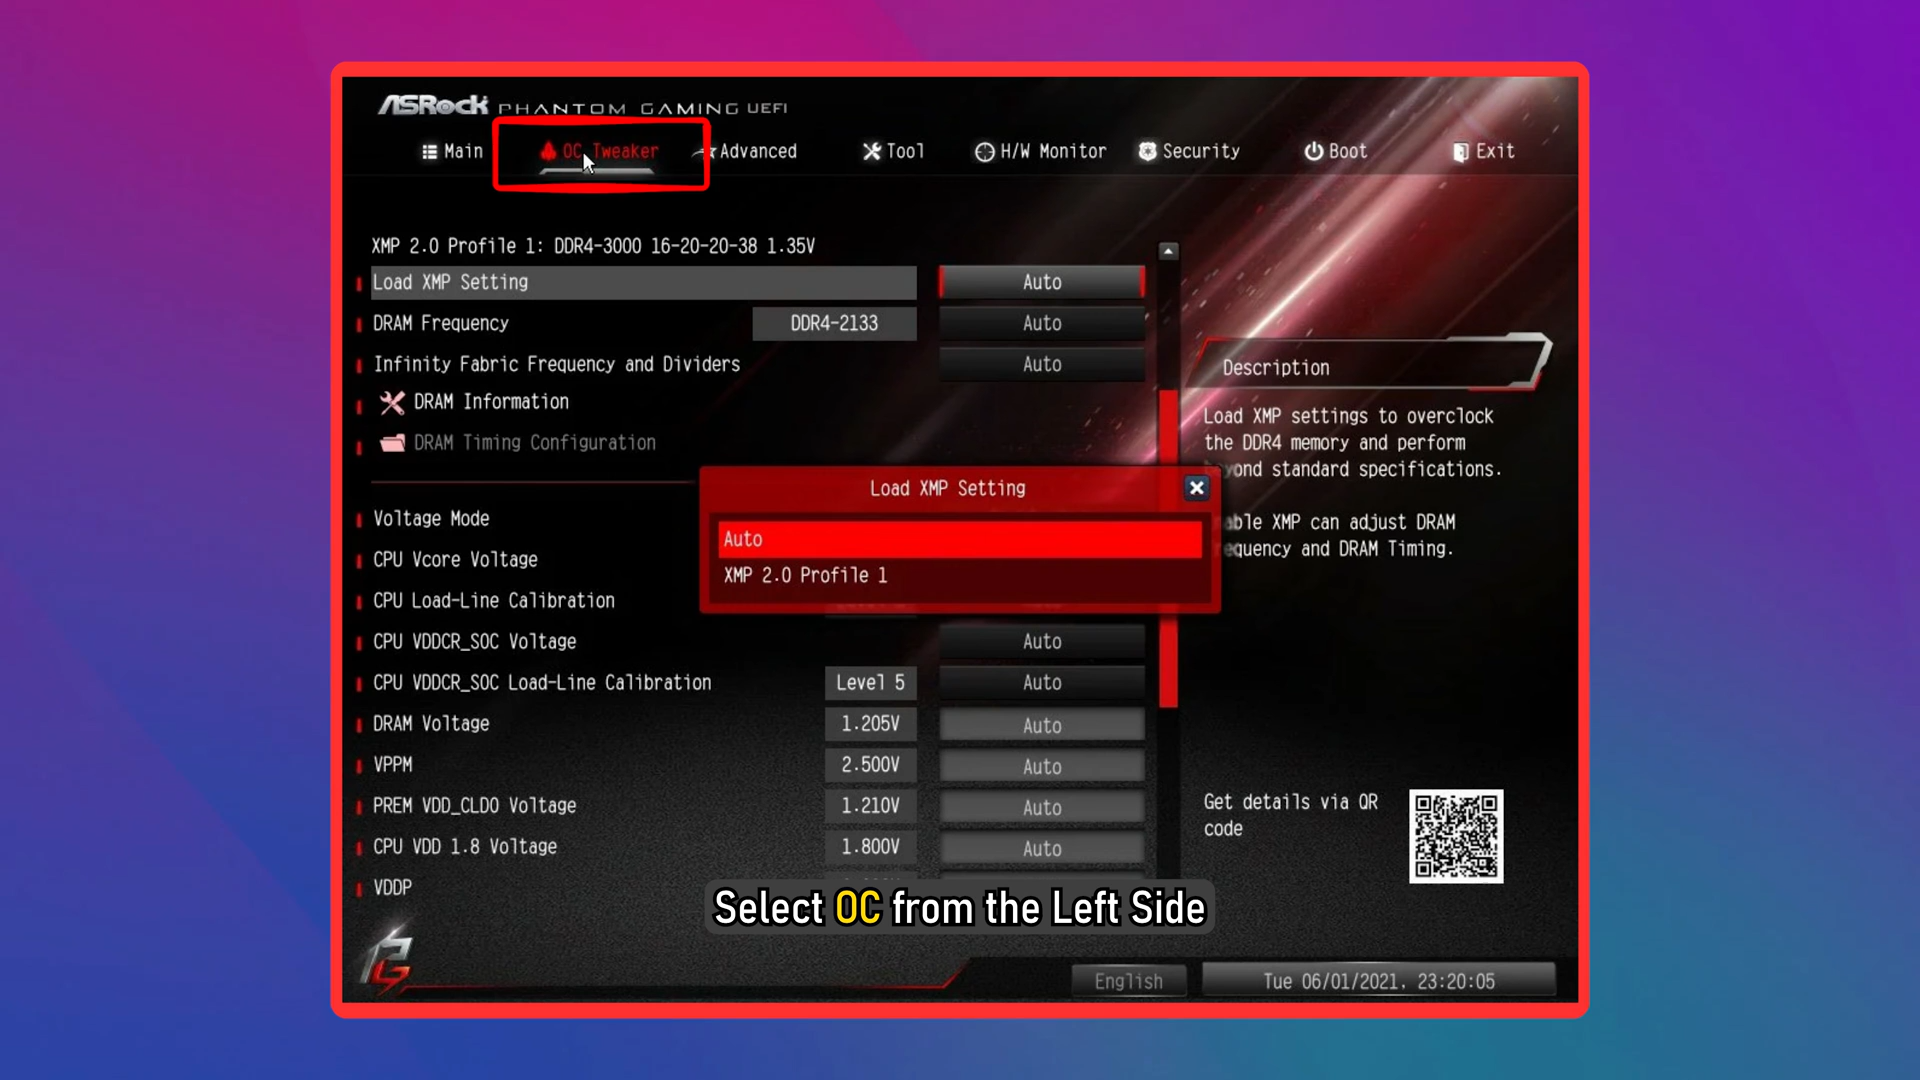 ASRock PHANTOM GAMING UEFI
Main OC Tweaker Advanced Tool H/W Monitor Security Boot Exit
XMP 2.0 Profile 1: DDR4-3000 16-20-20-38 1.35V
Load XMP Setting Auto
DRAM Frequency DDR4-2133 Auto
Infinity Fabric Frequency and Dividers Auto
DRAM Information
DRAM Timing Configuration
Voltage Mode
CPU Vcore Voltage
CPU Load-Line Calibration
CPU VDDCR_SOC Voltage Auto
CPU VDDCR_SOC Load-Line Calibration Level 5 Auto
DRAM Voltage 1.205V Auto
VPPM 2.500V Auto
PREM VDD_CLDO Voltage 1.210V Auto
CPU VDD 1.8 Voltage 1.800V Auto
VDDP
Load XMP Setting
Auto
XMP 2.0 Profile 1
Description
Load XMP settings to overclock
the DDR4 memory and perform
yond standard specifications.
able XMP can adjust DRAM
equency and DRAM Timing.
Get details via QR
code
Select OC from the Left Side
English Tue 06/01/2021, 23:20:05